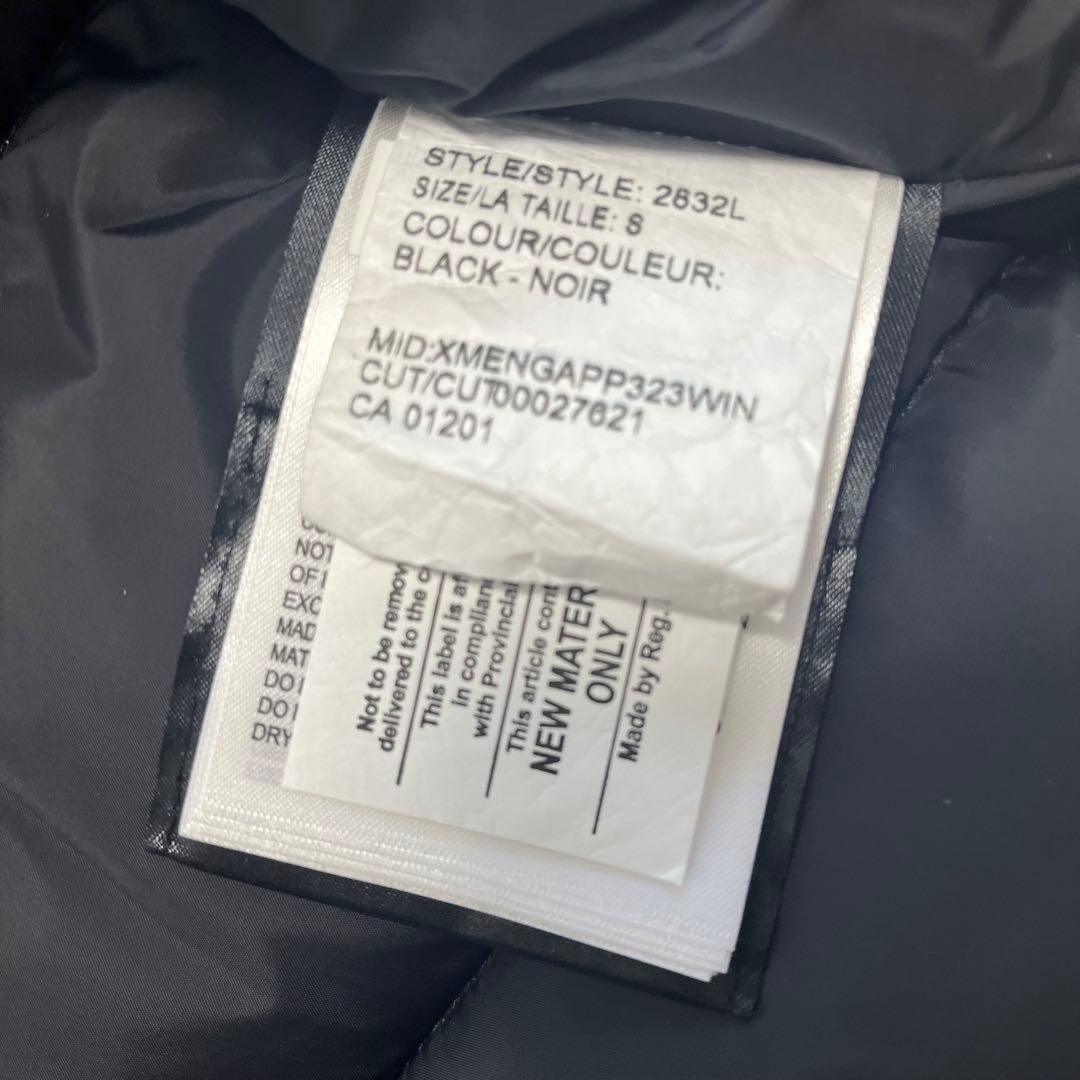 STYLE/STYLE: 2832L
SIZE/LA TAILLE: S
COLOUR/COULEUR:
BLACK - NOIR
MID:XMENGAPP323WIN
CUT/CUT00027621
CA 01201
NOT
OF
EXC
MAD
MAT
DO
DO
DRY
Not to be remov
delivered to the c
This label is af
in complian
with Provincial
This article cont
NEW MATER
ONLY
Made by Reg.